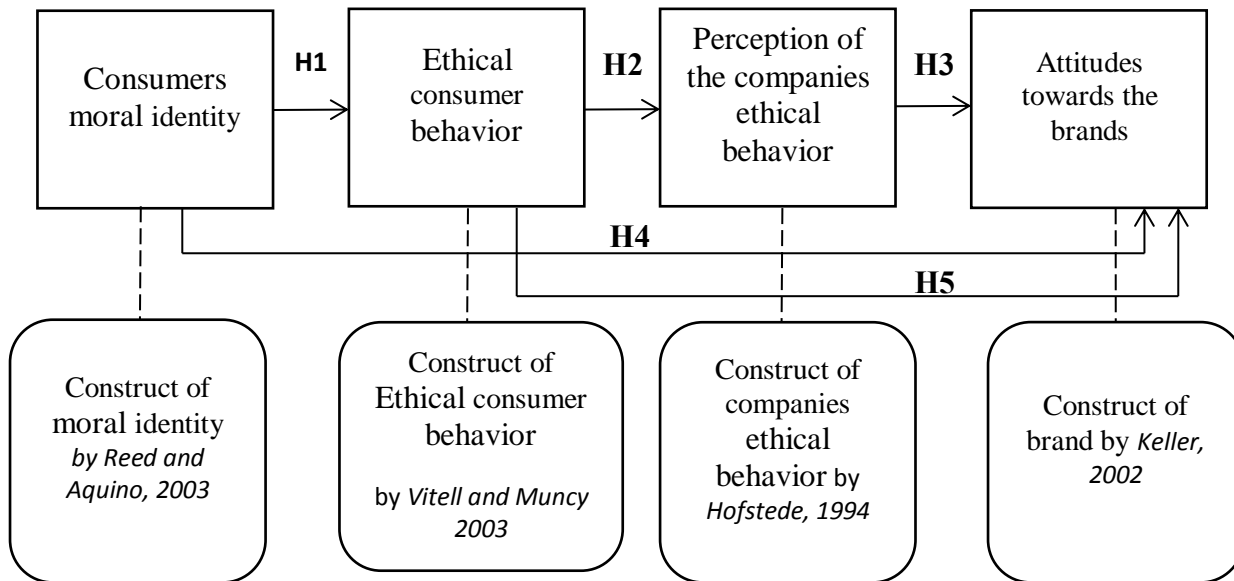 Consumers
moral identity
H1
Ethical
consumer
behavior
H2
Perception of
the companies
ethical
behavior
H3
Attitudes
towards the
brands
H4
H5
Construct of
moral identity
by Reed and
Aquino, 2003
Construct of
Ethical consumer
behavior
by Vitell and Muncy
2003
Construct of
companies
ethical
behavior by
Hofstede, 1994
Construct of
brand by Keller,
2002